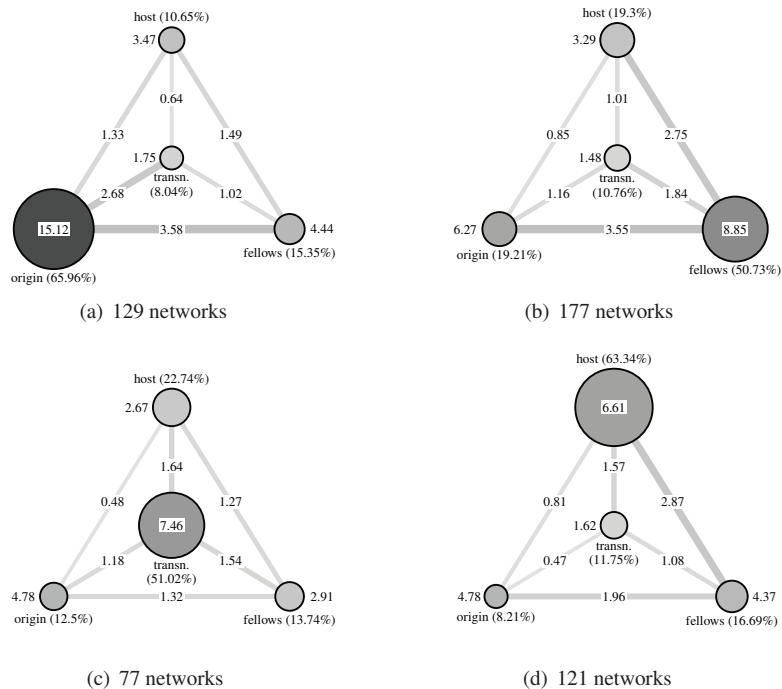 host (10.65%)
3.47
0.64
1.33
1.49
1.75
transn.
(8.04%)
2.68
1.02
15.12
3.58
4.44
origin (65.96%)
fellows (15.35%)
(a) 129 networks
host (19.3%)
3.29
1.01
0.85
2.75
1.48
transn.
(10.76%)
1.16
1.84
6.27
3.55
8.85
origin (19.21%)
fellows (50.73%)
(b) 177 networks
host (22.74%)
2.67
1.64
0.48
1.27
7.46
transn.
(51.02%)
1.18
1.54
4.78
1.32
2.91
origin (12.5%)
fellows (13.74%)
(c) 77 networks
host (63.34%)
6.61
1.57
0.81
2.87
1.62
transn.
(11.75%)
0.47
1.08
4.78
1.96
4.37
origin (8.21%)
fellows (16.69%)
(d) 121 networks